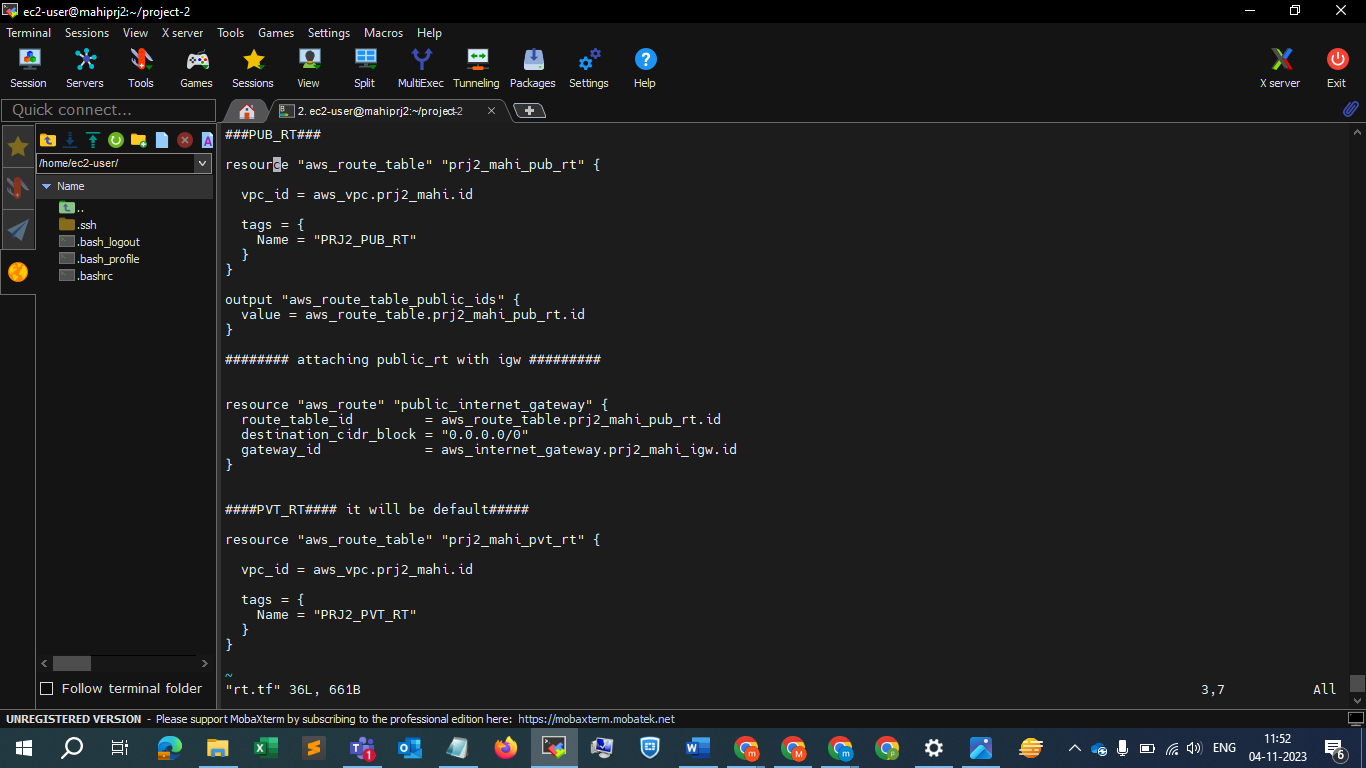 ec2-user@mahiprj2:~/project-2
Terminal Sessions View X server Tools Games Settings Macros Help
Session Servers Tools Games Sessions View Split MultiExec Tunneling Packages Settings Help X server Exit
Quick connect...
2. ec2-user@mahiprj2:~/project-2
/home/ec2-user/
Name
..
.ssh
.bash_logout
.bash_profile
.bashrc
###PUB_RT###
resource "aws_route_table" "prj2_mahi_pub_rt" {
vpc_id = aws_vpc.prj2_mahi.id
tags = {
Name = "PRJ2_PUB_RT"
}
}
output "aws_route_table_public_ids" {
value = aws_route_table.prj2_mahi_pub_rt.id
}
######## attaching public_rt with igw #########
resource "aws_route" "public_internet_gateway" {
route_table_id         = aws_route_table.prj2_mahi_pub_rt.id
destination_cidr_block = "0.0.0.0/0"
gateway_id             = aws_internet_gateway.prj2_mahi_igw.id
}
####PVT_RT#### it will be default#####
resource "aws_route_table" "prj2_mahi_pvt_rt" {
vpc_id = aws_vpc.prj2_mahi.id
tags = {
Name = "PRJ2_PVT_RT"
}
}
~
"rt.tf" 36L, 661B 3,7 All
Follow terminal folder
UNREGISTERED VERSION - Please support MobaXterm by subscribing to the professional edition here: https://mobaxterm.mobatek.net
ENG
11:52
04-11-2023
6